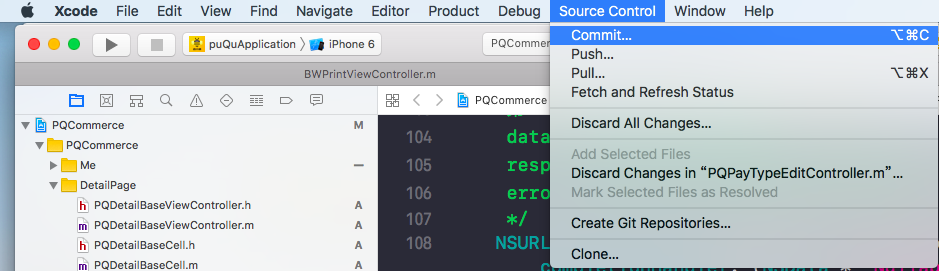 Xcode File Edit View Find Navigate Editor Product Debug Source Control Window Help
puQuApplication iPhone 6 PQComm
BWPrintViewController.m
PQCommerce M
PQCommerce
Me
DetailPage
PQDetailBaseViewController.h A
PQDetailBaseViewController.m A
PQDetailBaseCell.h A
PQDetailBaseCell.m A
PQCommerce
104 data
105 resp
106 erro
107 */
108 NSURL
Commit... ⌥⌘C
Push...
Pull... ⌥⌘X
Fetch and Refresh Status
Discard All Changes...
Add Selected Files
Discard Changes in “PQPayTypeEditController.m”...
Mark Selected Files as Resolved
Create Git Repositories...
Clone...